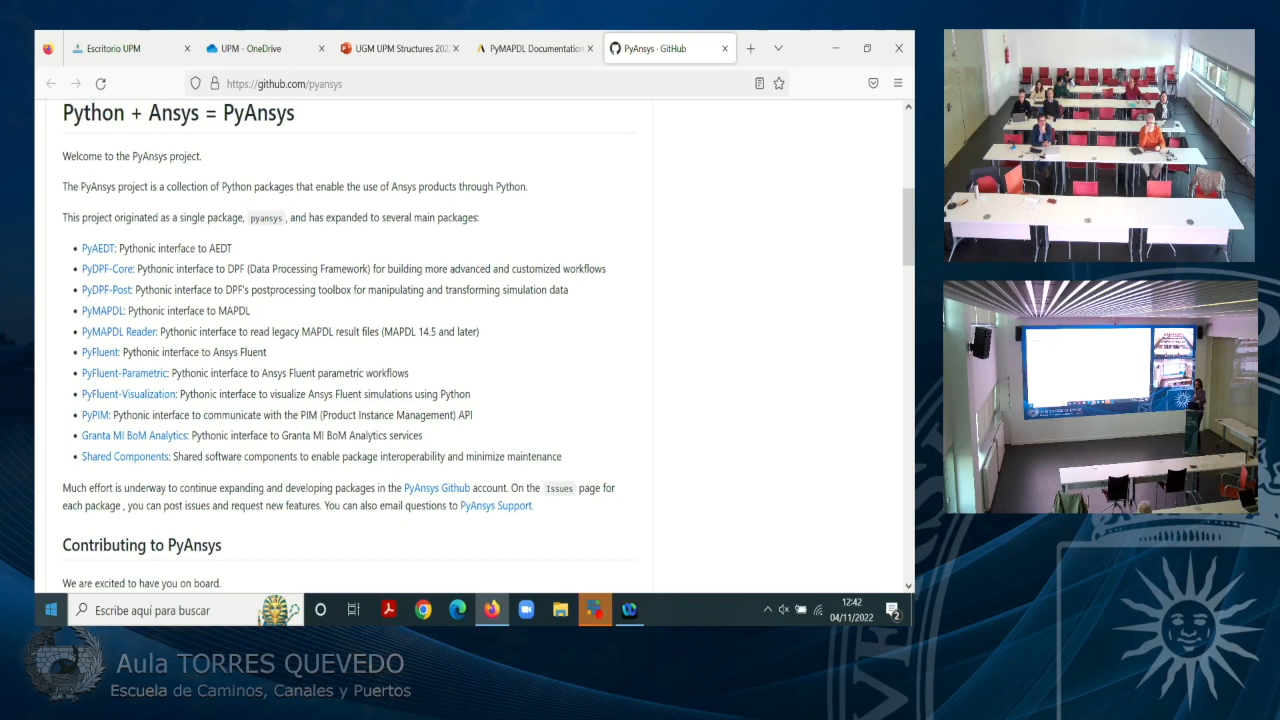 Escritorio UPM
UPM - OneDrive
UGM UPM Structures 202
PyMAPDL Documentation
PyAnsys · GitHub
https://github.com/pyansys
Python + Ansys = PyAnsys
Welcome to the PyAnsys project.
The PyAnsys project is a collection of Python packages that enable the use of Ansys products through Python.
This project originated as a single package, pyansys, and has expanded to several main packages:
• PyAEDT: Pythonic interface to AEDT
• PyDPF-Core: Pythonic interface to DPF (Data Processing Framework) for building more advanced and customized workflows
• PyDPF-Post: Pythonic interface to DPF's postprocessing toolbox for manipulating and transforming simulation data
• PyMAPDL: Pythonic interface to MAPDL
• PyMAPDL Reader: Pythonic interface to read legacy MAPDL result files (MAPDL 14.5 and later)
• PyFluent: Pythonic interface to Ansys Fluent
• PyFluent-Parametric: Pythonic interface to Ansys Fluent parametric workflows
• PyFluent-Visualization: Pythonic interface to visualize Ansys Fluent simulations using Python
• PyPIM: Pythonic interface to communicate with the PIM (Product Instance Management) API
• Granta MI BoM Analytics: Pythonic interface to Granta MI BoM Analytics services
• Shared Components: Shared software components to enable package interoperability and minimize maintenance
Much effort is underway to continue expanding and developing packages in the PyAnsys Github account. On the Issues page for
each package , you can post issues and request new features. You can also email questions to PyAnsys Support.
Contributing to PyAnsys
We are excited to have you on board.
Escribe aquí para buscar
12:42
04/11/2022
2
Aula TORRES QUEVEDO
Escuela de Caminos, Canales y Puertos